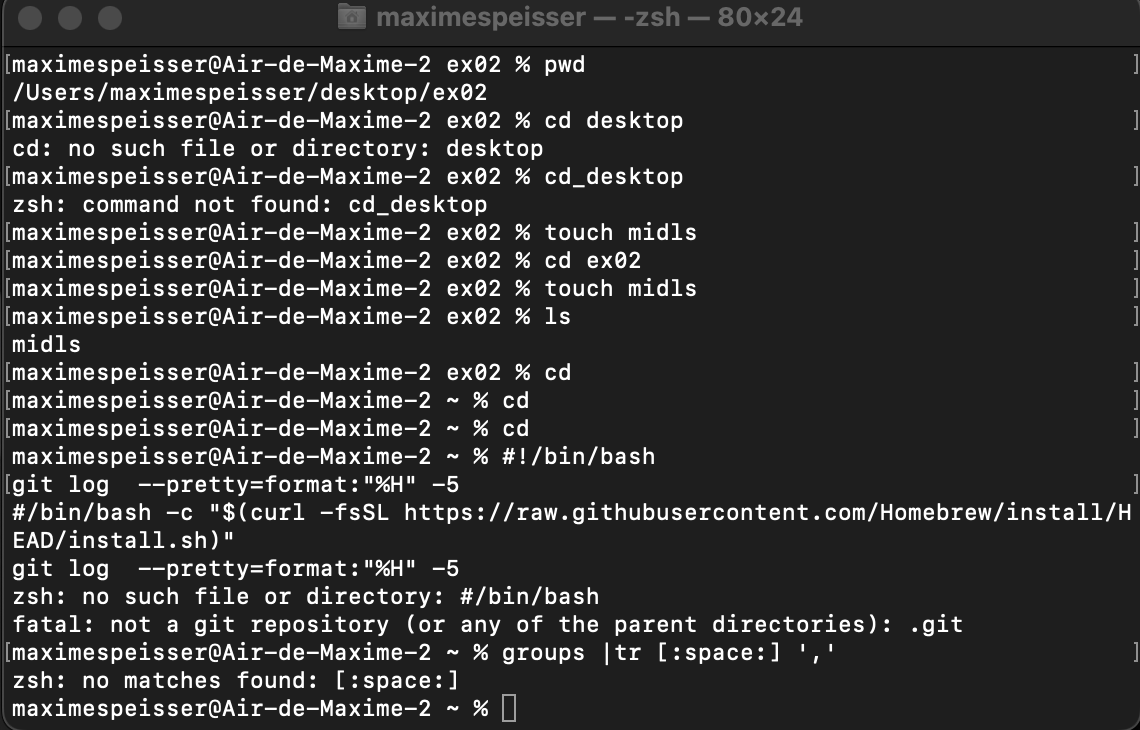 maximespeisser — -zsh — 80×24
[maximespeisser@Air-de-Maxime-2 ex02 % pwd ]
/Users/maximespeisser/desktop/ex02
[maximespeisser@Air-de-Maxime-2 ex02 % cd desktop ]
cd: no such file or directory: desktop
[maximespeisser@Air-de-Maxime-2 ex02 % cd_desktop ]
zsh: command not found: cd_desktop
[maximespeisser@Air-de-Maxime-2 ex02 % touch midls ]
[maximespeisser@Air-de-Maxime-2 ex02 % cd ex02 ]
[maximespeisser@Air-de-Maxime-2 ex02 % touch midls ]
[maximespeisser@Air-de-Maxime-2 ex02 % ls ]
midls
[maximespeisser@Air-de-Maxime-2 ex02 % cd ]
[maximespeisser@Air-de-Maxime-2 ~ % cd ]
[maximespeisser@Air-de-Maxime-2 ~ % cd ]
maximespeisser@Air-de-Maxime-2 ~ % #!/bin/bash
[git log  --pretty=format:"%H" -5 ]
#/bin/bash -c "$(curl -fsSL https://raw.githubusercontent.com/Homebrew/install/H
EAD/install.sh)"
git log  --pretty=format:"%H" -5
zsh: no such file or directory: #/bin/bash
fatal: not a git repository (or any of the parent directories): .git
[maximespeisser@Air-de-Maxime-2 ~ % groups |tr [:space:] ',' ]
zsh: no matches found: [:space:]
maximespeisser@Air-de-Maxime-2 ~ %